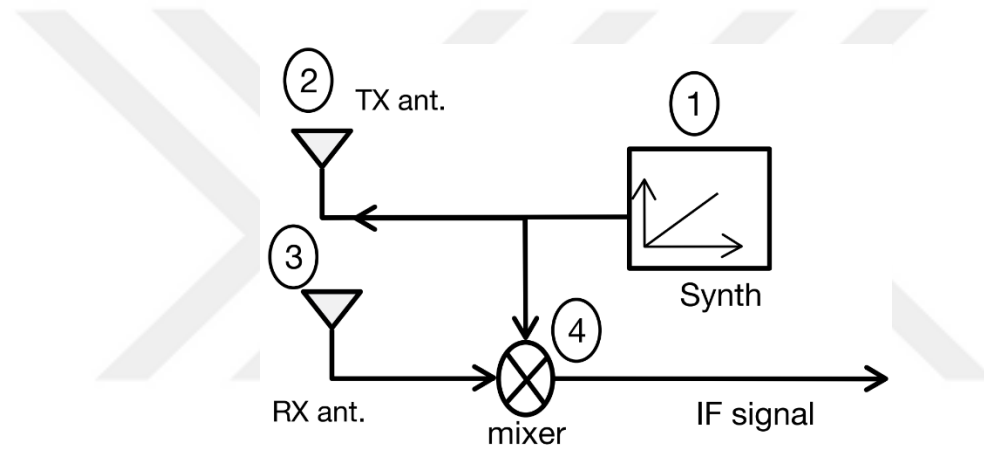 2
TX ant.
1
3
Synth
4
RX ant.
mixer
IF signal